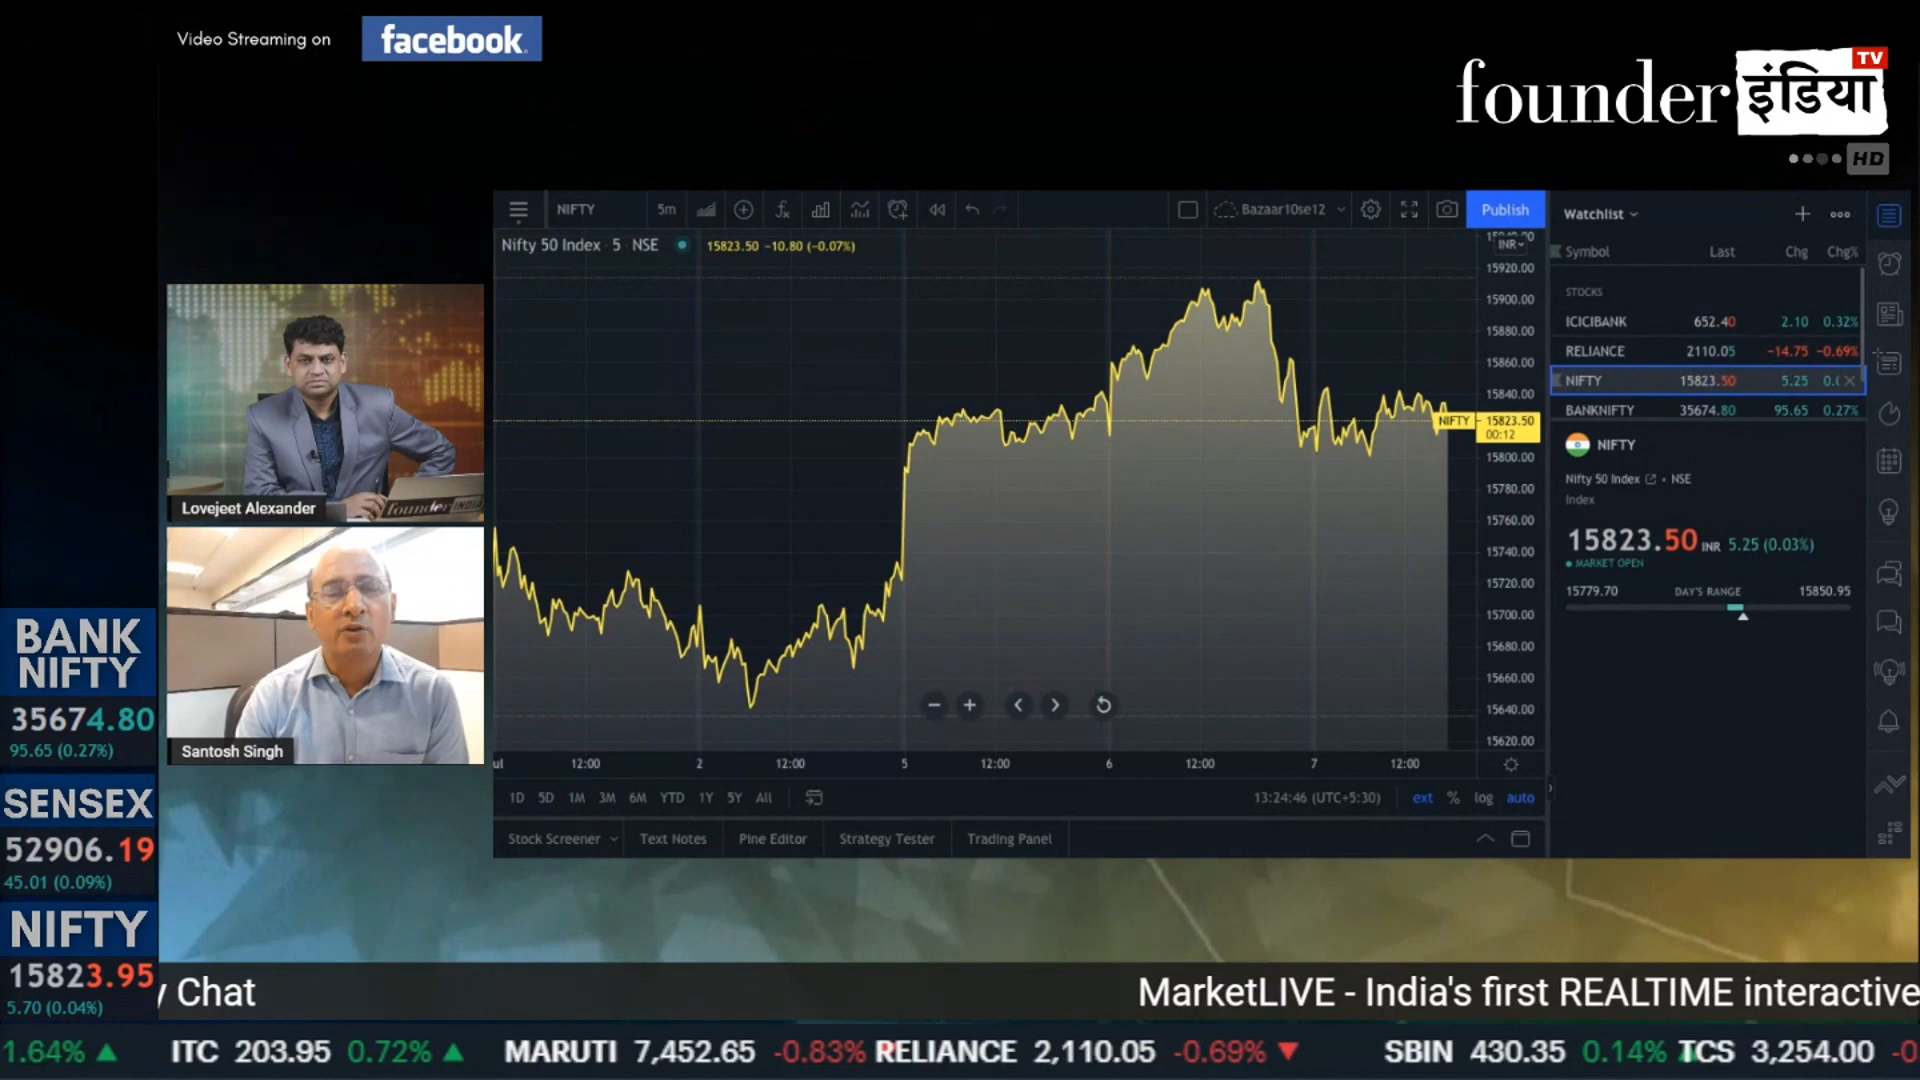 Video Streaming on facebook
TV
founder इंडिया
HD
NIFTY 5m Bazaar10se12 Publish
Nifty 50 Index · 5 · NSE 15823.50 −10.80 (−0.07%)
INR
15920.00
15900.00
15880.00
15860.00
15840.00
NIFTY 15823.50
00:12
15800.00
15780.00
15760.00
15740.00
15720.00
15700.00
15680.00
15660.00
15640.00
15620.00
ul 12:00 2 12:00 5 12:00 6 12:00 7 12:00
1D 5D 1M 3M 6M YTD 1Y 5Y All 13:24:46 (UTC+5:30) ext % log auto
Stock Screener Text Notes Pine Editor Strategy Tester Trading Panel
Watchlist
Symbol Last Chg Chg%
STOCKS
ICICIBANK 652.40 2.10 0.32%
RELIANCE 2110.05 −14.75 −0.69%
NIFTY 15823.50 5.25
BANKNIFTY 35674.80 95.65 0.27%
NIFTY
Nifty 50 Index • NSE
Index
15823.50 INR 5.25 (0.03%)
MARKET OPEN
15779.70 DAY'S RANGE 15850.95
Lovejeet Alexander
founder INDIA
Santosh Singh
BANK
NIFTY
35674.80
95.65 (0.27%)
SENSEX
52906.19
45.01 (0.09%)
NIFTY
15823.95
5.70 (0.04%)
y Chat MarketLIVE - India's first REALTIME interactive
1.64% ▲ ITC 203.95 0.72% ▲ MARUTI 7,452.65 -0.83% RELIANCE 2,110.05 -0.69% ▼ SBIN 430.35 0.14% ▲ TCS 3,254.00 -0